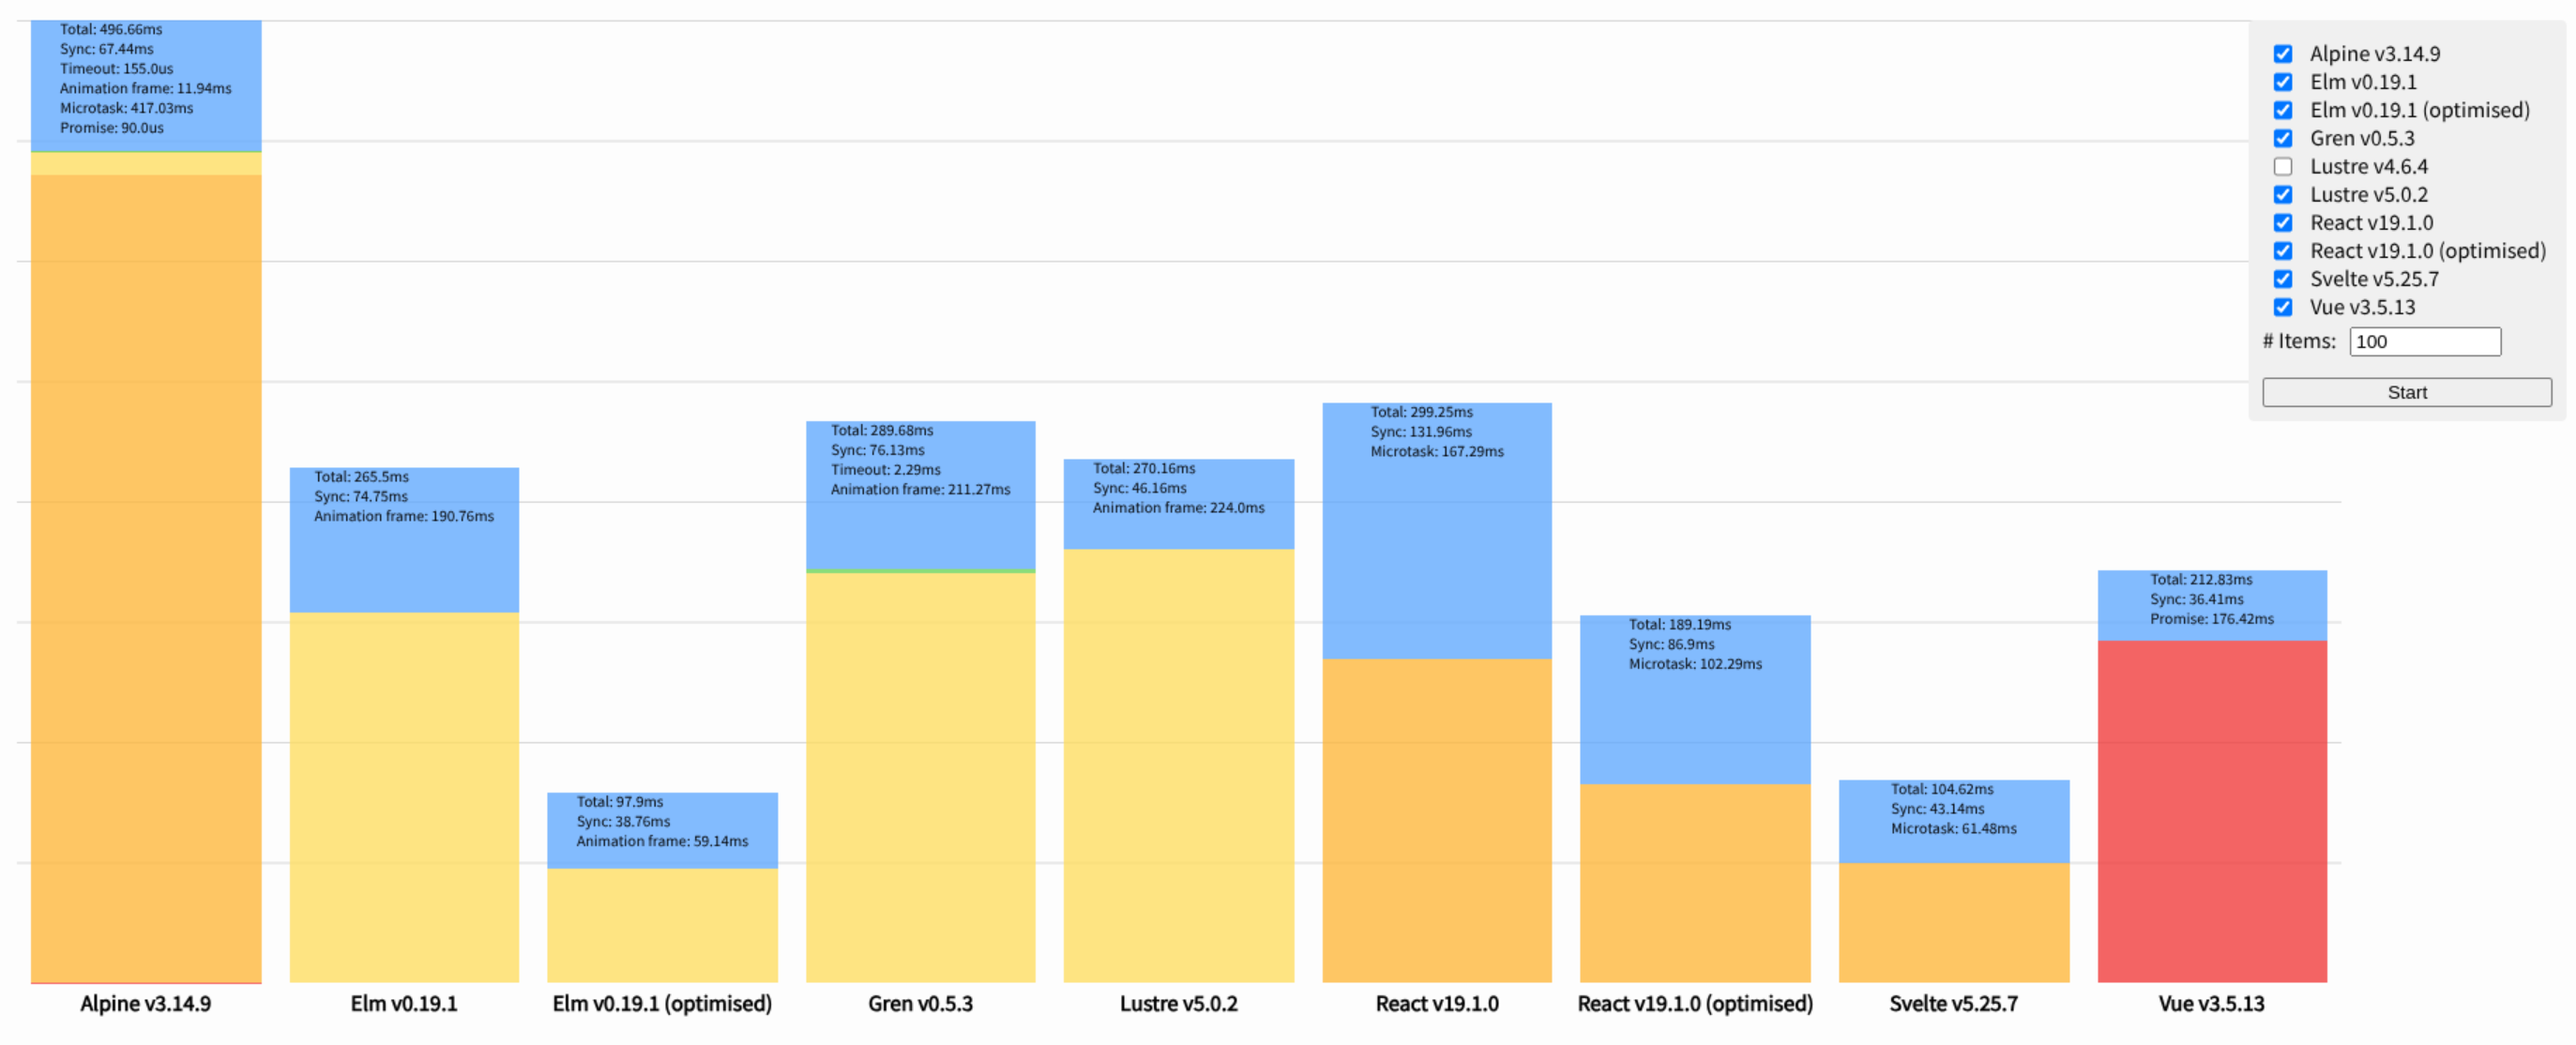 Total: 496.66ms
Sync: 67.44ms
Timeout: 155.0us
Animation frame: 11.94ms
Microtask: 417.03ms
Promise: 90.0us
Total: 265.5ms
Sync: 74.75ms
Animation frame: 190.76ms
Total: 97.9ms
Sync: 38.76ms
Animation frame: 59.14ms
Total: 289.68ms
Sync: 76.13ms
Timeout: 2.29ms
Animation frame: 211.27ms
Total: 270.16ms
Sync: 46.16ms
Animation frame: 224.0ms
Total: 299.25ms
Sync: 131.96ms
Microtask: 167.29ms
Total: 189.19ms
Sync: 86.9ms
Microtask: 102.29ms
Total: 104.62ms
Sync: 43.14ms
Microtask: 61.48ms
Total: 212.83ms
Sync: 36.41ms
Promise: 176.42ms
Alpine v3.14.9
Elm v0.19.1
Elm v0.19.1 (optimised)
Gren v0.5.3
Lustre v5.0.2
React v19.1.0
React v19.1.0 (optimised)
Svelte v5.25.7
Vue v3.5.13
Alpine v3.14.9
Elm v0.19.1
Elm v0.19.1 (optimised)
Gren v0.5.3
Lustre v4.6.4
Lustre v5.0.2
React v19.1.0
React v19.1.0 (optimised)
Svelte v5.25.7
Vue v3.5.13
# Items: 100
Start